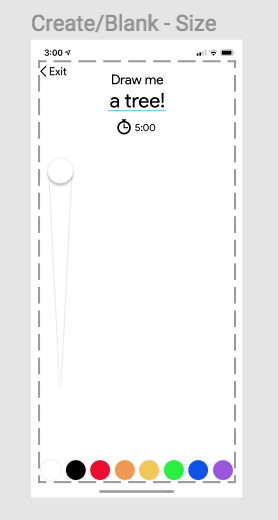 Create/Blank - Size
3:00
Exit
Draw me
a tree!
5:00